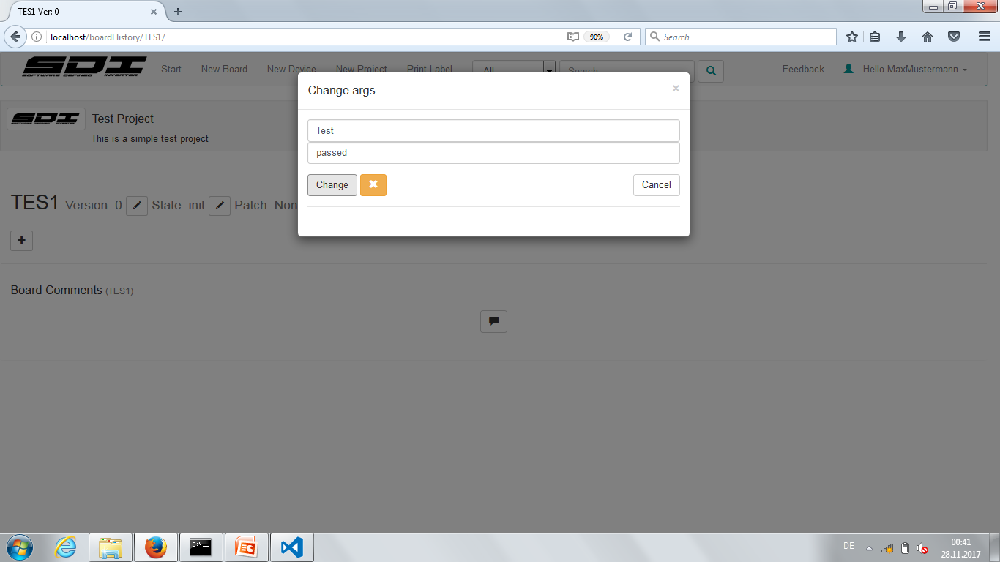 TES1 Ver: 0
localhost/boardHistory/TES1/
90%
Search
SDI
SOFTWARE DEFINED INVERTER
Start
New Board
New Device
New Project
Print Label
All
Search
Feedback
Hello MaxMustermann
Change args
×
Test
passed
Change
Cancel
SDI
Test Project
This is a simple test project
TES1 Version: 0 State: init Patch: Non
Board Comments (TES1)
C:\
DE
00:41
28.11.2017